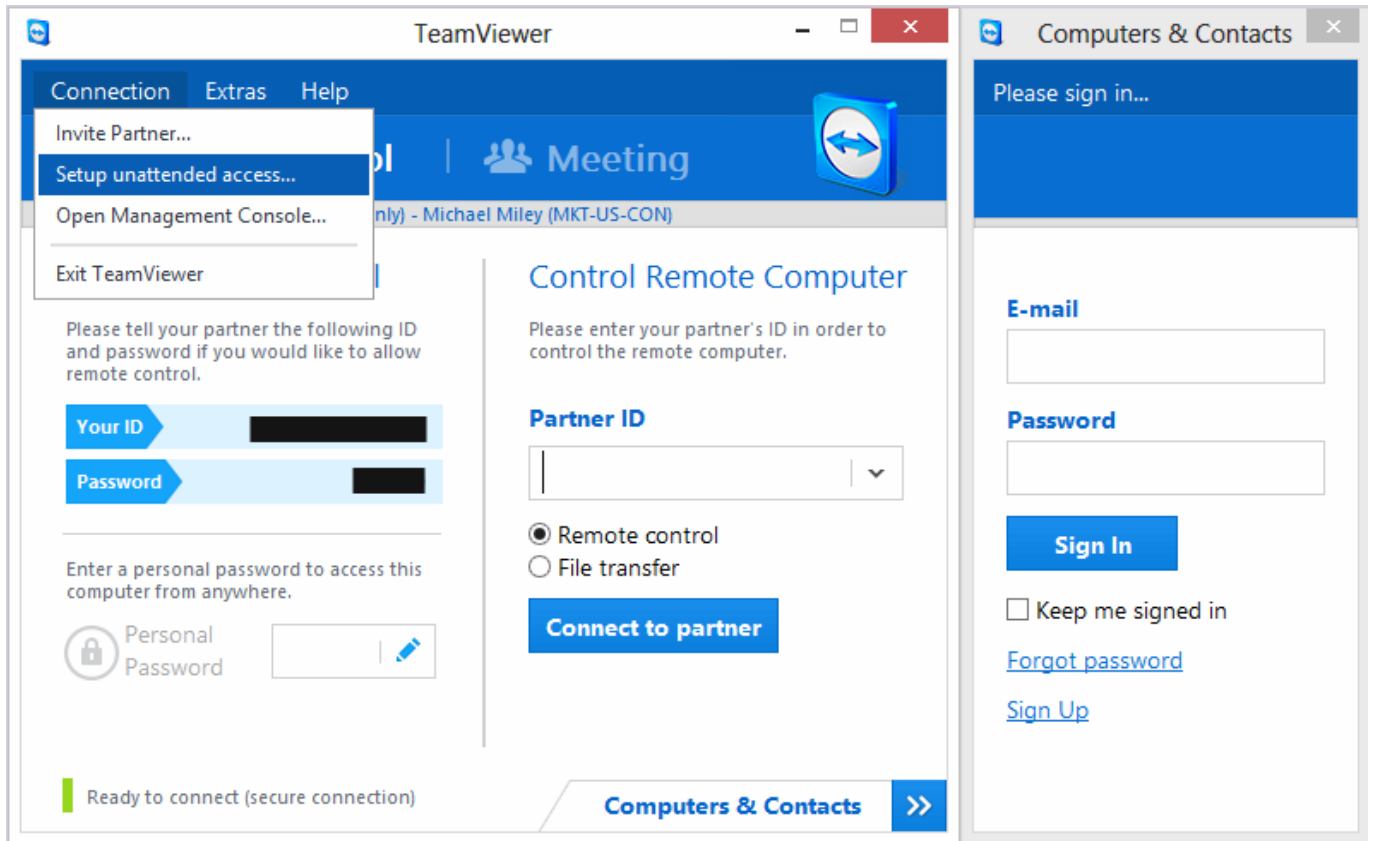 TeamViewer
Connection Extras Help
Invite Partner...
Setup unattended access...
Open Management Console...
Exit TeamViewer
Meeting
- Michael Miley (MKT-US-CON)
Please tell your partner the following ID
and password if you would like to allow
remote control.
Your ID
Password
Enter a personal password to access this
computer from anywhere.
Personal
Password
Ready to connect (secure connection)
Control Remote Computer
Please enter your partner's ID in order to
control the remote computer.
Partner ID
Remote control
File transfer
Connect to partner
Computers & Contacts
Computers & Contacts
Please sign in...
E-mail
Password
Sign In
Keep me signed in
Forgot password
Sign Up